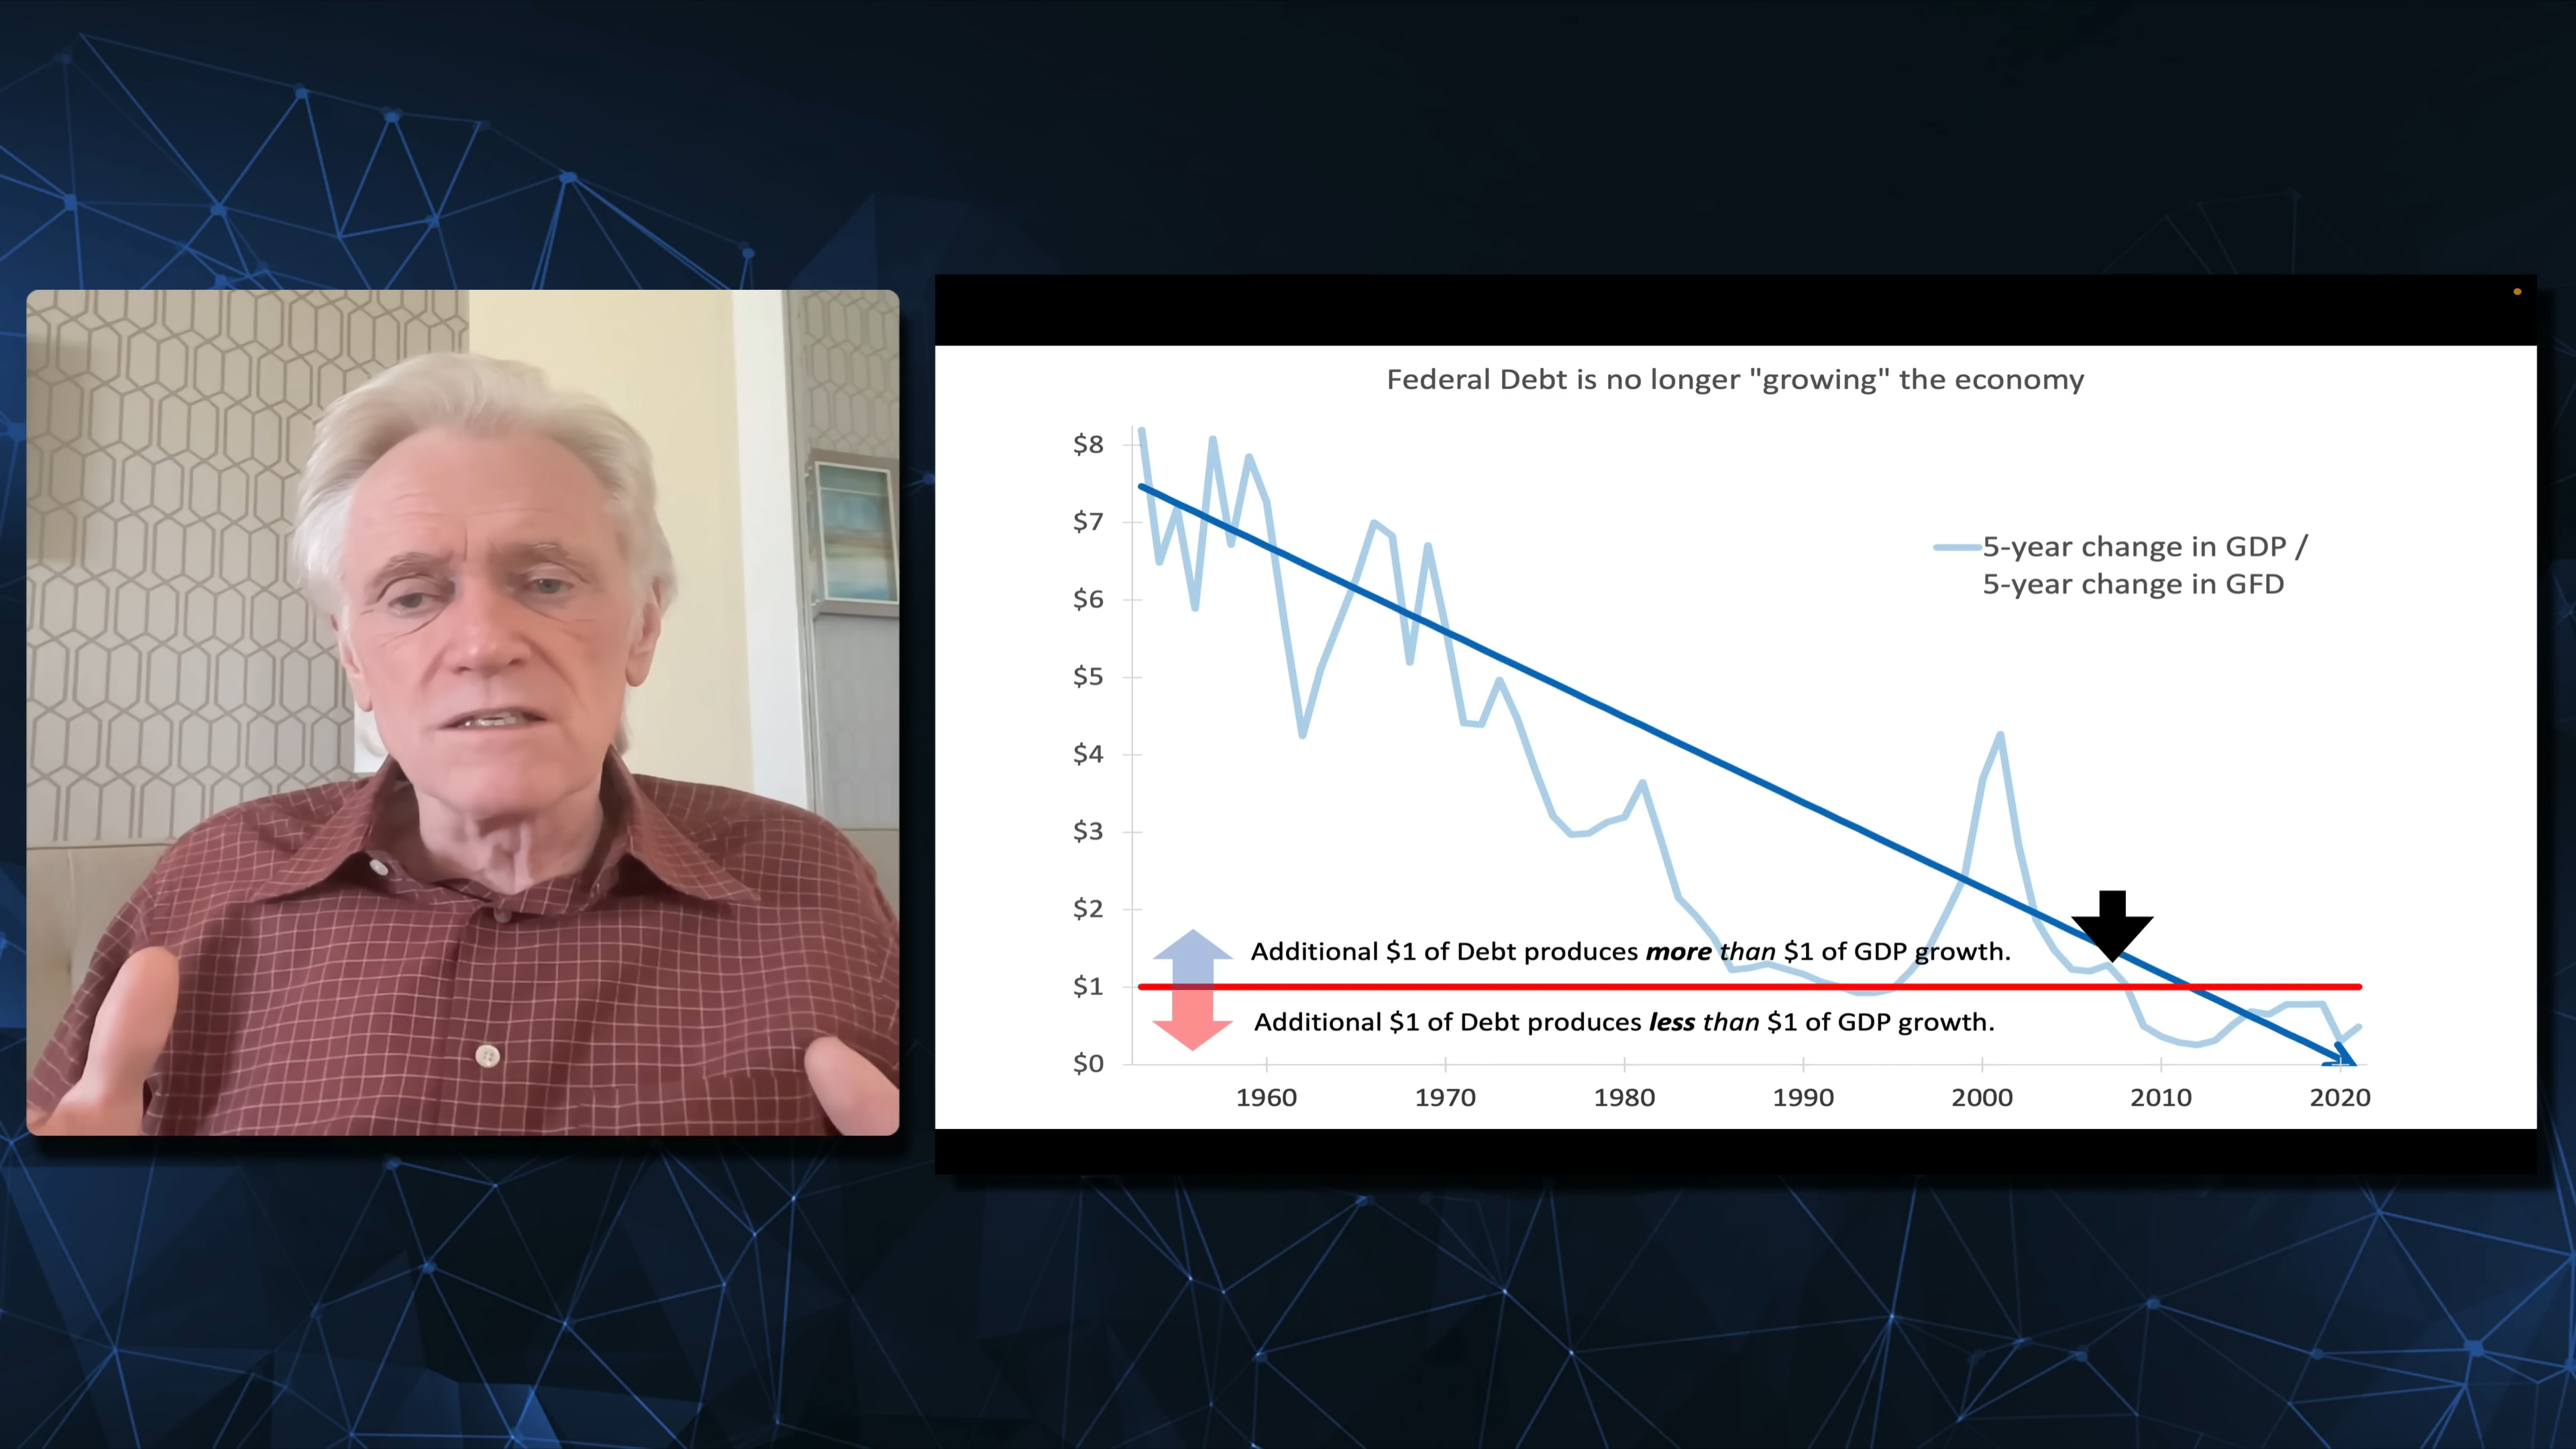 Federal Debt is no longer "growing" the economy
$8
$7
$6
$5
$4
$3
$2
$1
$0
5-year change in GDP /
5-year change in GFD
Additional $1 of Debt produces more than $1 of GDP growth.
Additional $1 of Debt produces less than $1 of GDP growth.
1960 1970 1980 1990 2000 2010 2020